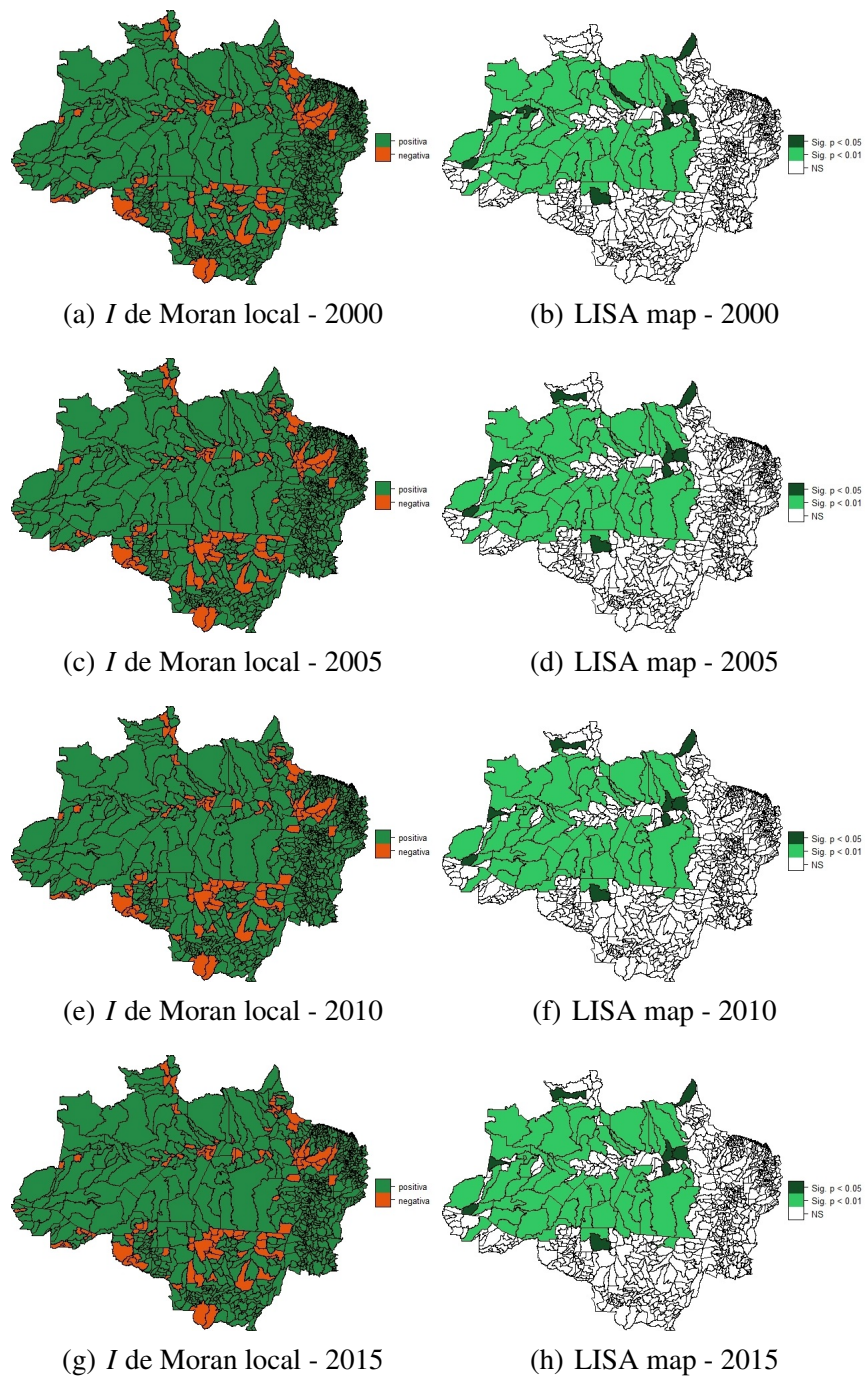 positiva
negativa
Sig. p < 0.05
Sig. p < 0.01
NS
(a) I de Moran local - 2000
(b) LISA map - 2000
positiva
negativa
Sig. p < 0.05
Sig. p < 0.01
NS
(c) I de Moran local - 2005
(d) LISA map - 2005
positiva
negativa
Sig. p < 0.05
Sig. p < 0.01
NS
(e) I de Moran local - 2010
(f) LISA map - 2010
positiva
negativa
Sig. p < 0.05
Sig. p < 0.01
NS
(g) I de Moran local - 2015
(h) LISA map - 2015